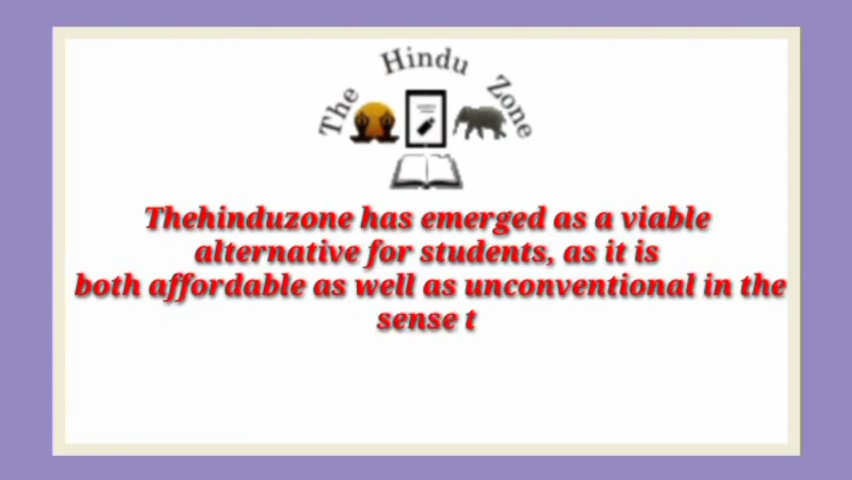 The Hindu Zone
Thehinduzone has emerged as a viable
alternative for students, as it is
both affordable as well as unconventional in the
sense t